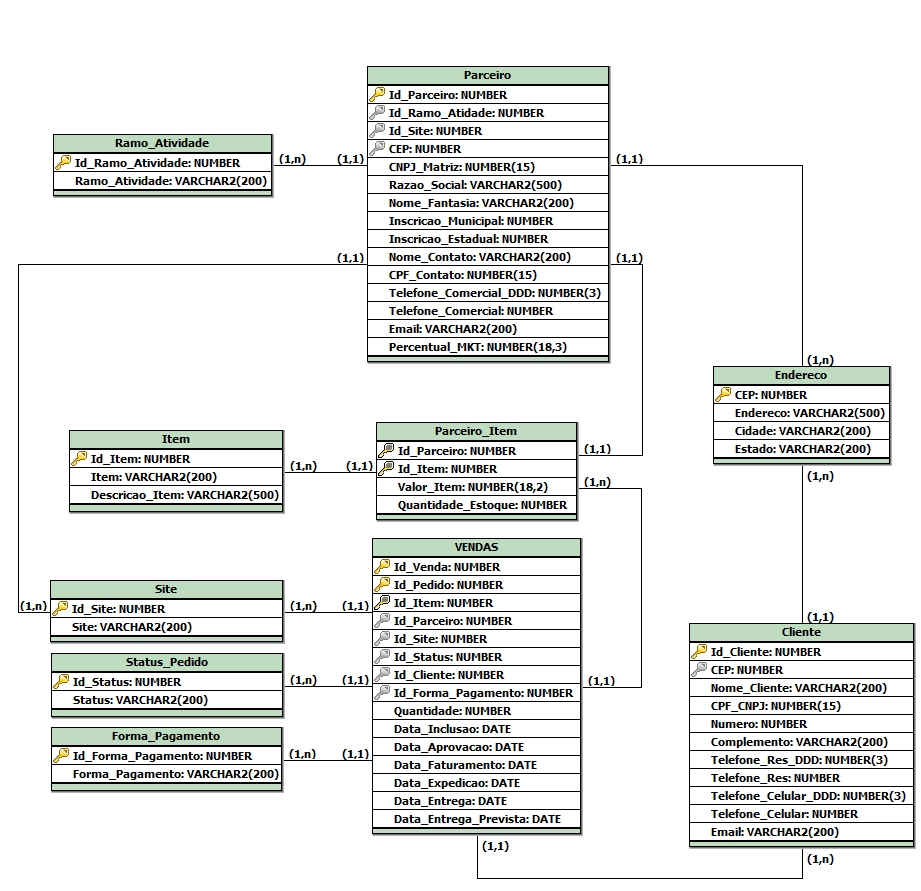 Parceiro
Id_Parceiro: NUMBER
Id_Ramo_Atidade: NUMBER
Id_Site: NUMBER
CEP: NUMBER
CNPJ_Matriz: NUMBER(15)
Razao_Social: VARCHAR2(500)
Nome_Fantasia: VARCHAR2(200)
Inscricao_Municipal: NUMBER
Inscricao_Estadual: NUMBER
Nome_Contato: VARCHAR2(200)
CPF_Contato: NUMBER(15)
Telefone_Comercial_DDD: NUMBER(3)
Telefone_Comercial: NUMBER
Email: VARCHAR2(200)
Percentual_MKT: NUMBER(18,3)
Ramo_Atividade
Id_Ramo_Atividade: NUMBER
Ramo_Atividade: VARCHAR2(200)
(1,n)
(1,1)
(1,1)
(1,1)
(1,1)
(1,n)
Endereco
CEP: NUMBER
Endereco: VARCHAR2(500)
Cidade: VARCHAR2(200)
Estado: VARCHAR2(200)
(1,n)
Item
Id_Item: NUMBER
Item: VARCHAR2(200)
Descricao_Item: VARCHAR2(500)
(1,n)
(1,1)
Parceiro_Item
Id_Parceiro: NUMBER
Id_Item: NUMBER
Valor_Item: NUMBER(18,2)
Quantidade_Estoque: NUMBER
(1,1)
(1,n)
VENDAS
Id_Venda: NUMBER
Id_Pedido: NUMBER
Id_Item: NUMBER
Id_Parceiro: NUMBER
Id_Site: NUMBER
Id_Status: NUMBER
Id_Cliente: NUMBER
Id_Forma_Pagamento: NUMBER
Quantidade: NUMBER
Data_Inclusao: DATE
Data_Aprovacao: DATE
Data_Faturamento: DATE
Data_Expedicao: DATE
Data_Entrega: DATE
Data_Entrega_Prevista: DATE
(1,1)
(1,1)
Site
Id_Site: NUMBER
Site: VARCHAR2(200)
(1,n)
(1,n)
(1,1)
Status_Pedido
Id_Status: NUMBER
Status: VARCHAR2(200)
(1,n)
(1,1)
Forma_Pagamento
Id_Forma_Pagamento: NUMBER
Forma_Pagamento: VARCHAR2(200)
(1,n)
(1,1)
(1,1)
Cliente
Id_Cliente: NUMBER
CEP: NUMBER
Nome_Cliente: VARCHAR2(200)
CPF_CNPJ: NUMBER(15)
Numero: NUMBER
Complemento: VARCHAR2(200)
Telefone_Res_DDD: NUMBER(3)
Telefone_Res: NUMBER
Telefone_Celular_DDD: NUMBER(3)
Telefone_Celular: NUMBER
Email: VARCHAR2(200)
(1,n)